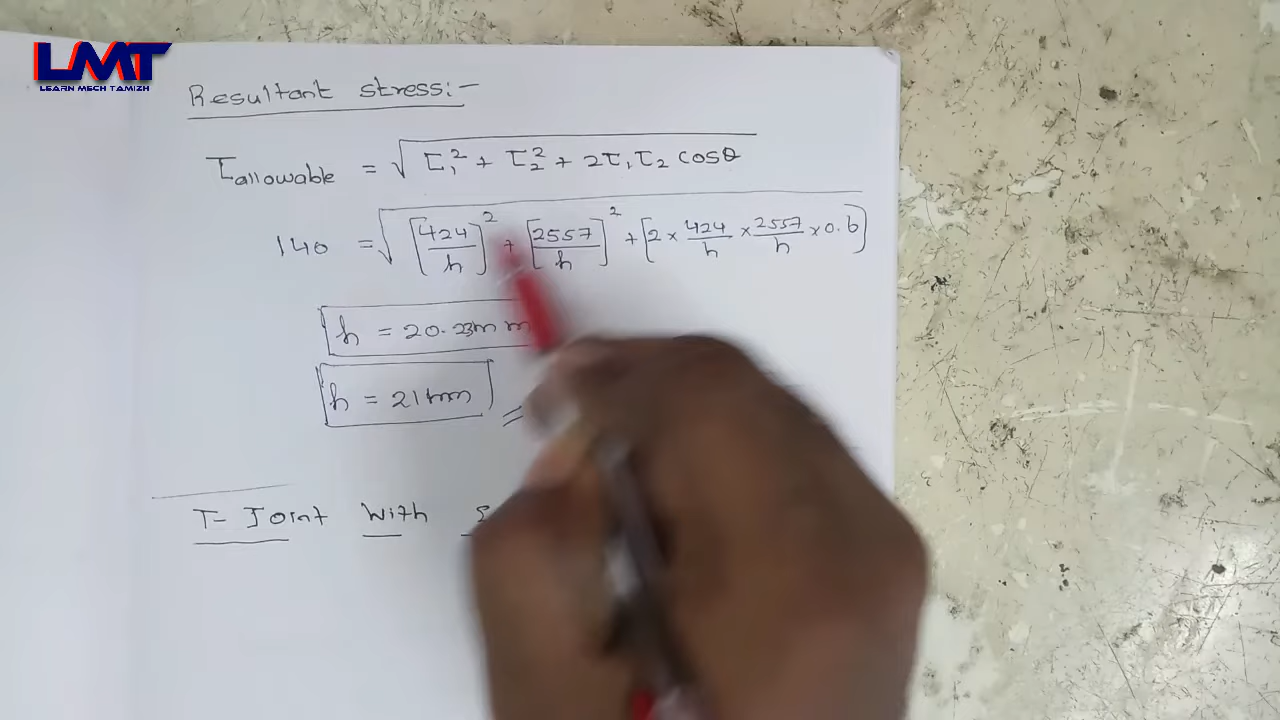 LMT
LEARN MECH TAMIZH
Resultant stress:-
τallowable = √τ₁² + τ₂² + 2τ₁τ₂ cosθ
140 = √[424/h]² + [2557/h]² + [2 × 424/h × 2557/h × 0.6]
h = 20.23mm
h = 21mm
T- Joint With